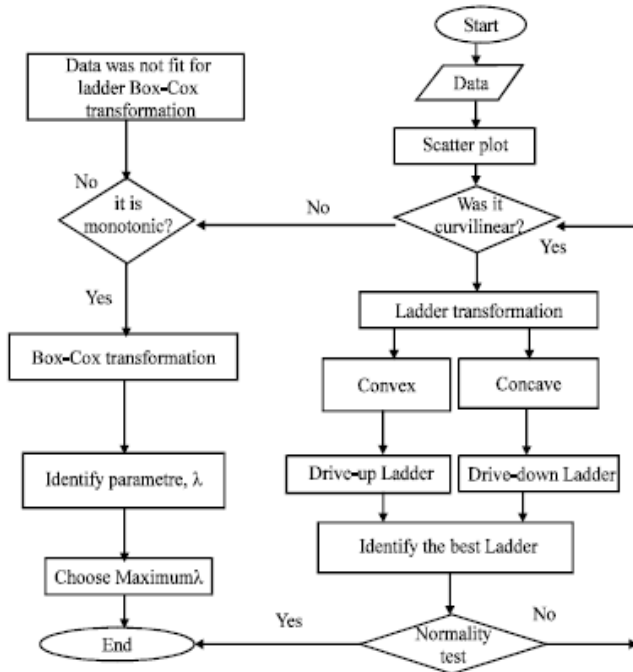 Start
Data was not fit for
ladder Box-Cox
transformation
Data
Scatter plot
No
it is
monotonic?
No
Was it
curvilinear?
Yes
Yes
Ladder transformation
Box-Cox transformation
Convex
Concave
Identify parametre, λ
Drive-up Ladder
Drive-down Ladder
Identify the best Ladder
Choose Maximumλ
Yes
No
End
Normality
test